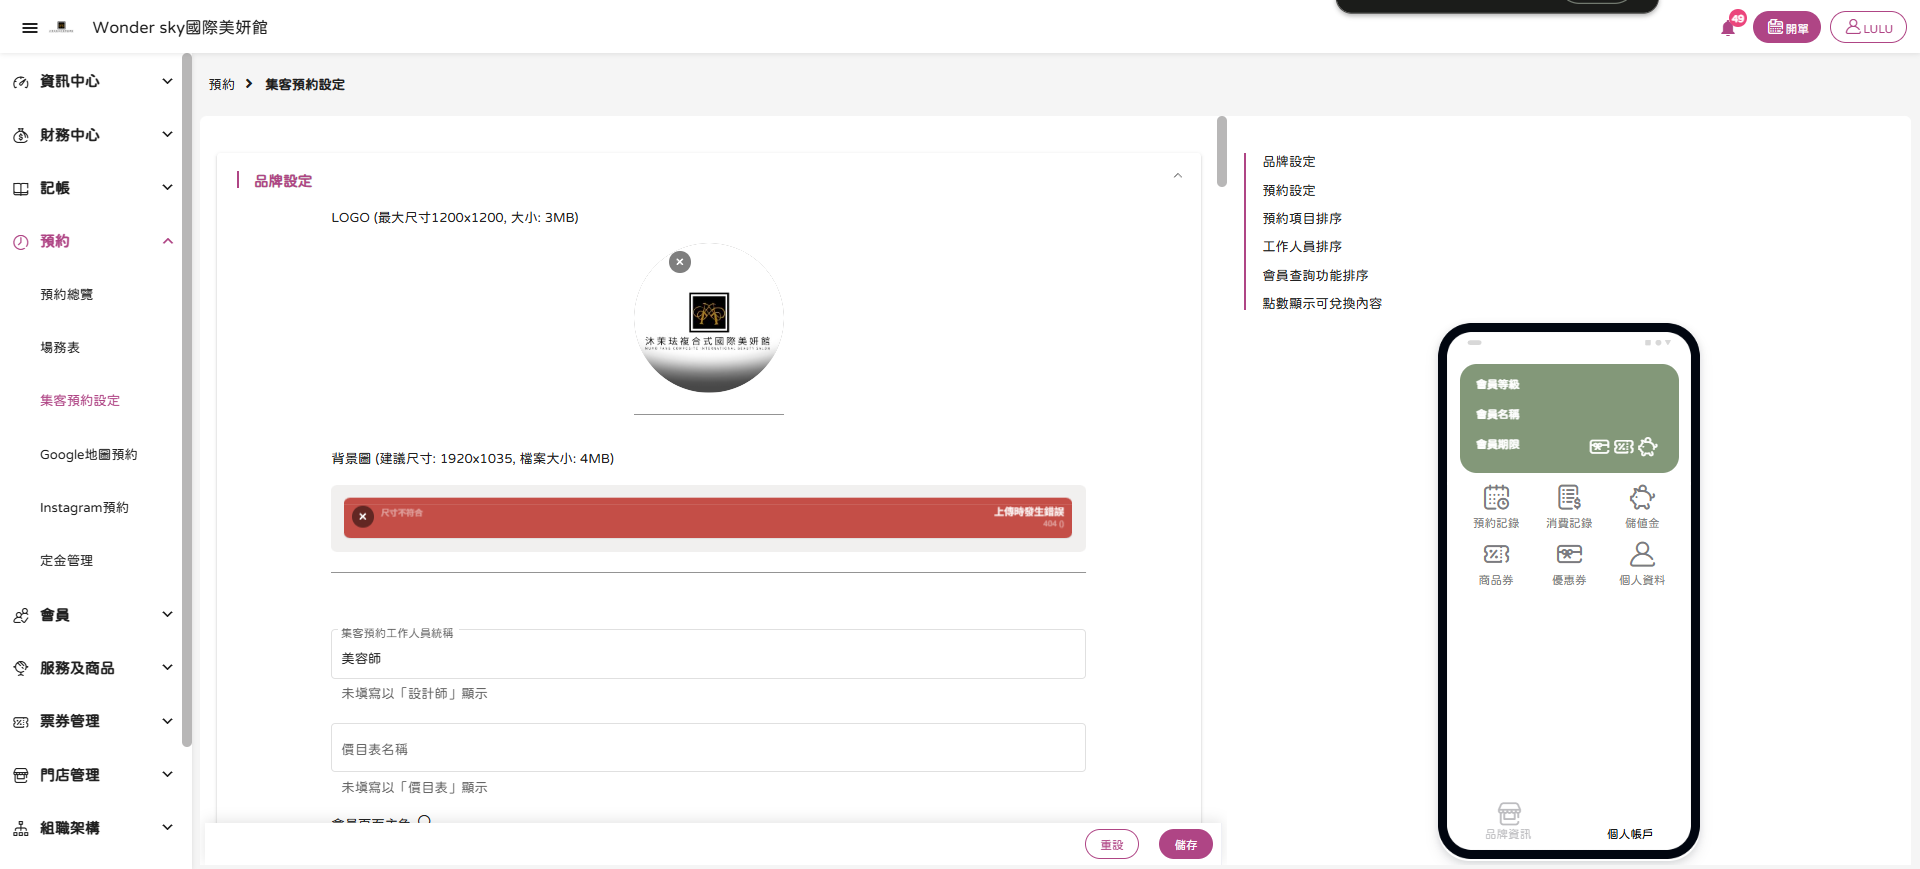 Wonder sky國際美妍館
49
開單
LULU
資訊中心
財務中心
記帳
預約
預約總覽
場務表
集客預約設定
Google地圖預約
Instagram預約
定金管理
會員
服務及商品
票券管理
門店管理
組職架構
預約
集客預約設定
品牌設定
LOGO (最大尺寸1200x1200, 大小: 3MB)
沐茉珐複合式國際美妍館
背景圖 (建議尺寸: 1920x1035, 檔案大小: 4MB)
尺寸不符合
上傳時發生錯誤
404 ()
集客預約工作人員統稱
美容師
未填寫以「設計師」顯示
價目表名稱
未填寫以「價目表」顯示
會員頁面主色
重設
儲存
品牌設定
預約設定
預約項目排序
工作人員排序
會員查詢功能排序
點數顯示可兌換內容
會員等級
會員名稱
會員期限
預約記錄
消費記錄
儲值金
商品券
優惠券
個人資料
品牌資訊
個人帳戶